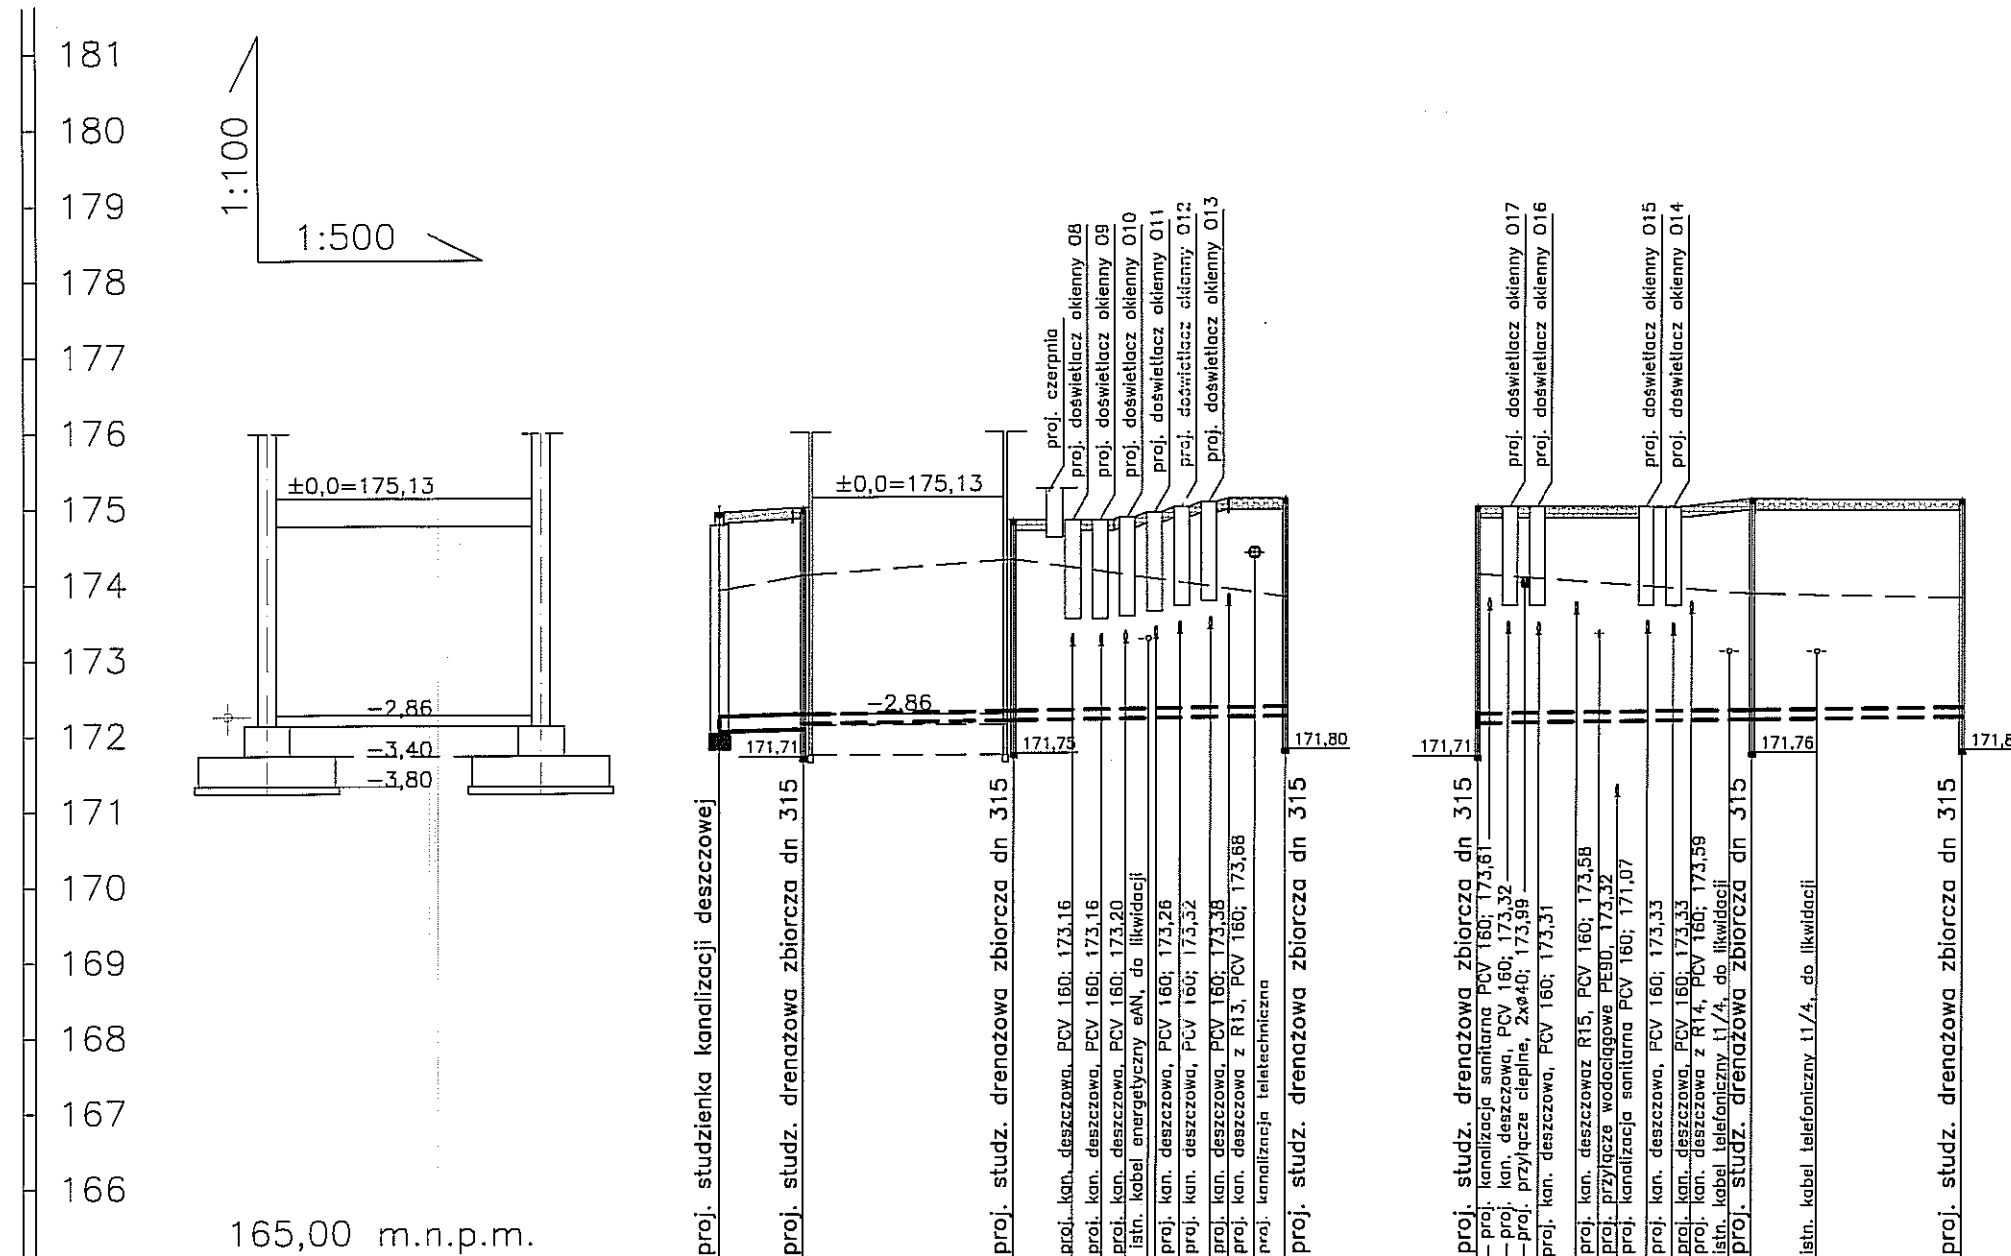 181
180
179
178
177
176
175
174
173
172
171
170
169
168
167
166
165,00 m.n.p.m.
1:100
1:500
±0,0=175,13
-2,86
-3,40
-3,80
±0,0=175,13
-2,86
171,71
171,75
171,80
171,71
171,76
171,8
proj. czerpnia
proj. doświetlacz okienny O8
proj. doświetlacz okienny O9
proj. doświetlacz okienny O10
proj. doświetlacz okienny O11
proj. doświetlacz okienny O12
proj. doświetlacz okienny O13
proj. doświetlacz okienny O17
proj. doświetlacz okienny O16
proj. doświetlacz okienny O15
proj. doświetlacz okienny O14
proj. studzienka kanalizacji deszczowej
proj. studz. drenażowa zbiorcza dn 315
proj. studz. drenażowa zbiorcza dn 315
proj. kan. deszczowa, PCV 160; 173,16
proj. kan. deszczowa, PCV 160; 173,16
proj. kan. deszczowa, PCV 160; 173,20
istn. kabel energetyczny eAN, do likwidacji
proj. kan. deszczowa, PCV 160; 173,26
proj. kan. deszczowa, PCV 160; 173,32
proj. kan. deszczowa, PCV 160; 173,38
proj. kan. deszczowa z R13, PCV 160; 173,68
proj. kanalizacja teletechniczna
proj. studz. drenażowa zbiorcza dn 315
proj. studz. drenażowa zbiorcza dn 315
proj. kanalizacja sanitarna PCV 160; 173,61
proj. kan. deszczowa, PCV 160; 173,32
proj. przyłącze cieplne, 2xø40; 173,99
proj. kan. deszczowa, PCV 160; 173,31
proj. kan. deszczowaz R15, PCV 160; 173,58
proj. przyłącze wodociągowe PE90, 173,32
proj. kanalizacja sanitarna PCV 160; 171,07
proj. kan. deszczowa, PCV 160; 173,33
proj. kan. deszczowa, PCV 160; 173,33
proj. kan. deszczowa z R14, PCV 160; 173,59
istn. kabel telefoniczny t1/4, do likwidacji
proj. studz. drenażowa zbiorcza dn 315
istn. kabel telefoniczny t1/4, do likwidacji
proj. studz. drenażowa zbiorcza dn 315